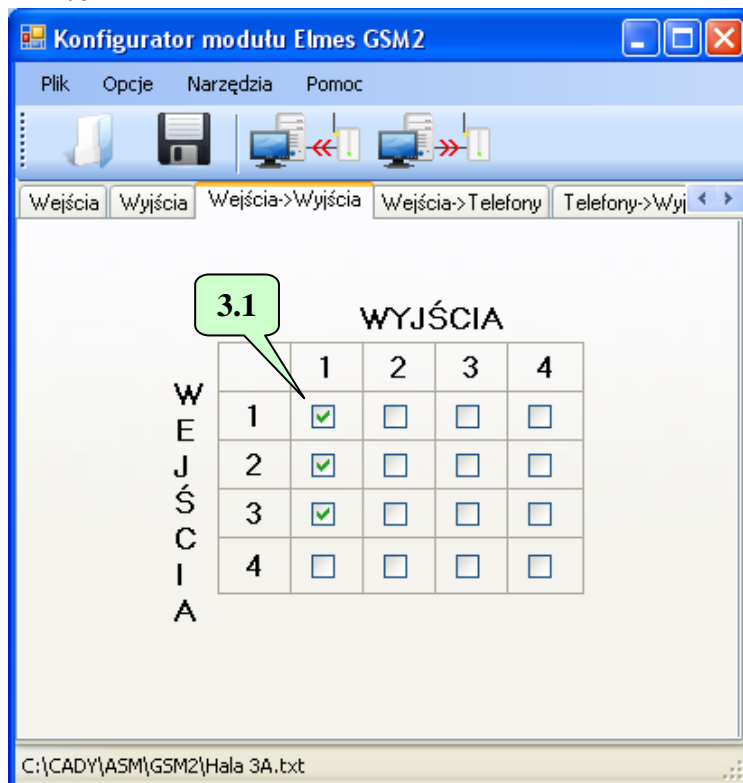 Konfigurator modułu Elmes GSM2
Plik Opcje Narzędzia Pomoc
Wejścia Wyjścia Wejścia->Wyjścia Wejścia->Telefony Telefony->Wyj
3.1
WYJŚCIA
1 2 3 4
WEJŚCIA
1
2
3
4
C:\CADY\ASM\GSM2\Hala 3A.txt